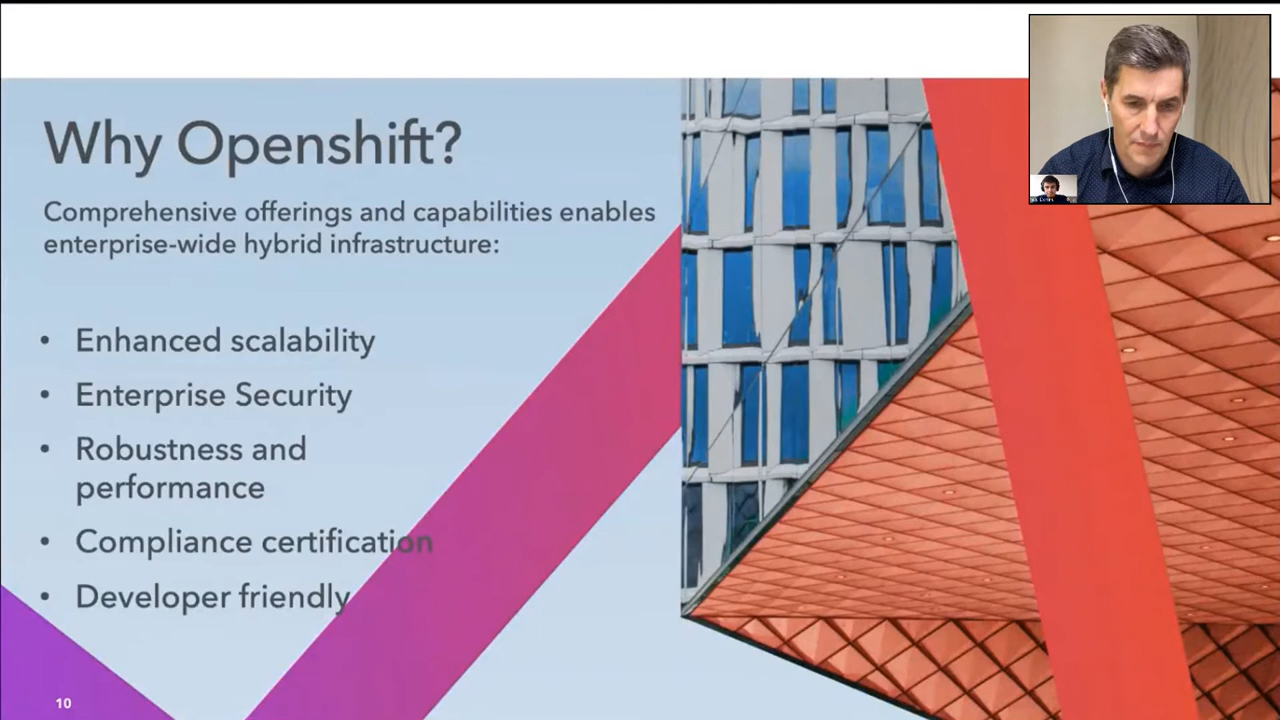 Why Openshift?
Comprehensive offerings and capabilities enables
enterprise-wide hybrid infrastructure:
• Enhanced scalability
• Enterprise Security
• Robustness and
performance
• Compliance certification
• Developer friendly
10